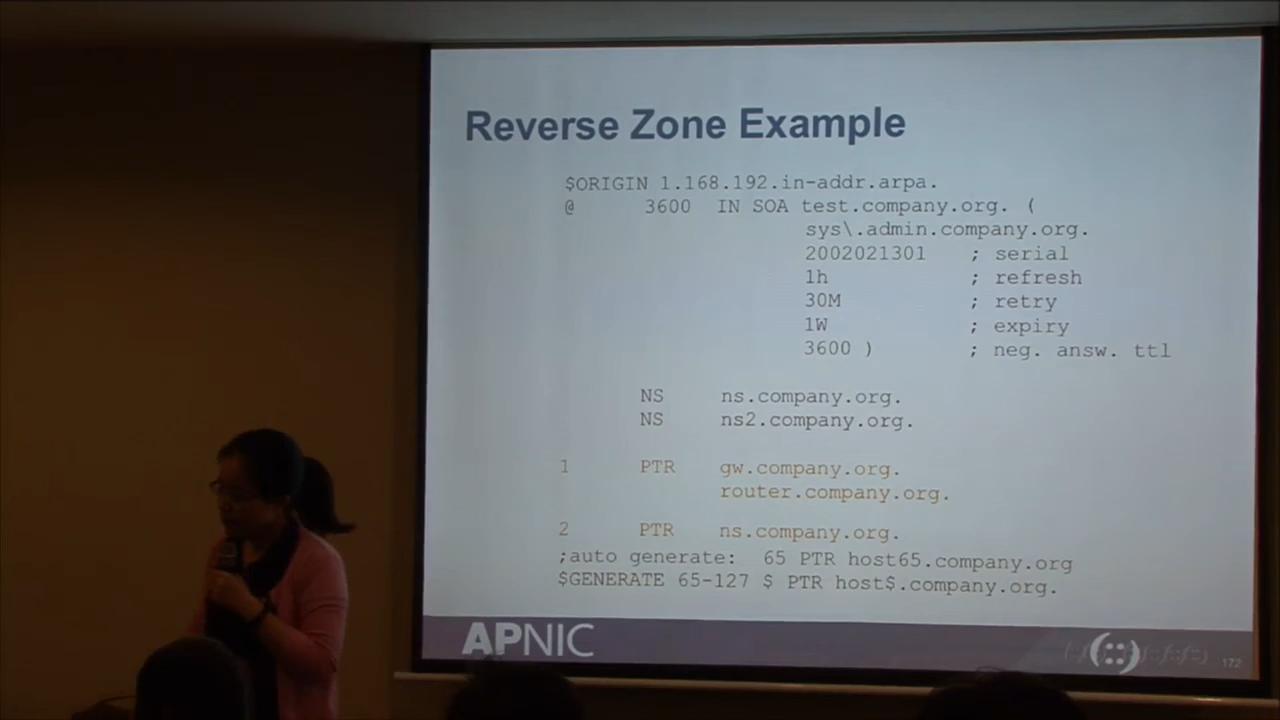 Reverse Zone Example
$ORIGIN 1.168.192.in-addr.arpa.
@ 3600 IN SOA test.company.org. (
sys\.admin.company.org.
2002021301 ; serial
1h ; refresh
30M ; retry
1W ; expiry
3600 ) ; neg. answ. ttl
NS ns.company.org.
NS ns2.company.org.
1 PTR gw.company.org.
router.company.org.
2 PTR ns.company.org.
;auto generate: 65 PTR host65.company.org
$GENERATE 65-127 $ PTR host$.company.org.
APNIC
172